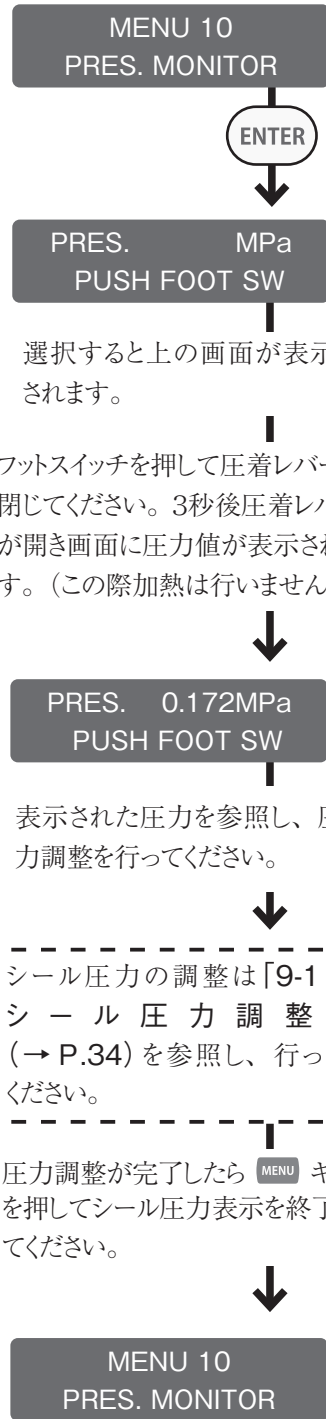 MENU 10
PRES. MONITOR
ENTER
PRES. MPa
PUSH FOOT SW
選択すると上の画面が表示
されます。
フットスイッチを押して圧着レバー
閉じてください。3秒後圧着レバ
が開き画面に圧力値が表示され
す。（この際加熱は行いません
PRES. 0.172MPa
PUSH FOOT SW
表示された圧力を参照し、圧
力調整を行ってください。
シール圧力の調整は「9-1
シール圧力調整
（→ P.34）を参照し、行っ
ください。
圧力調整が完了したら MENU キ
を押してシール圧力表示を終了
てください。
MENU 10
PRES. MONITOR